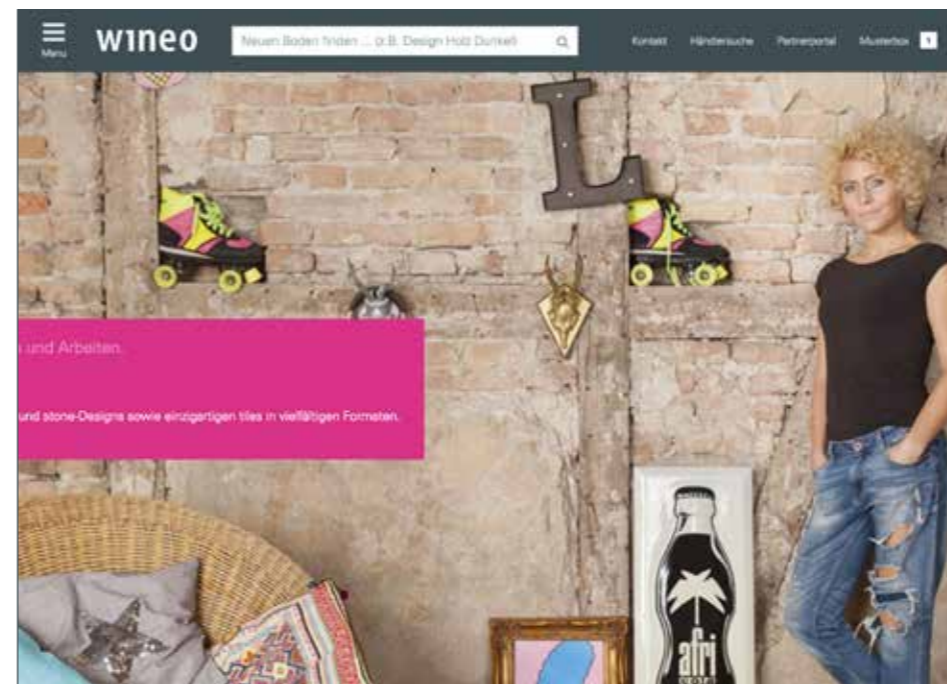 Menu
wineo
Neuen Boden finden ... (z.B. Design Holz Dunkel)
Kontakt
Händlersuche
Partnerportal
Musterbox
1
L
und Arbeiten.
und stone-Designs sowie einzigartigen tiles in vielfältigen Formaten.
afri
cola